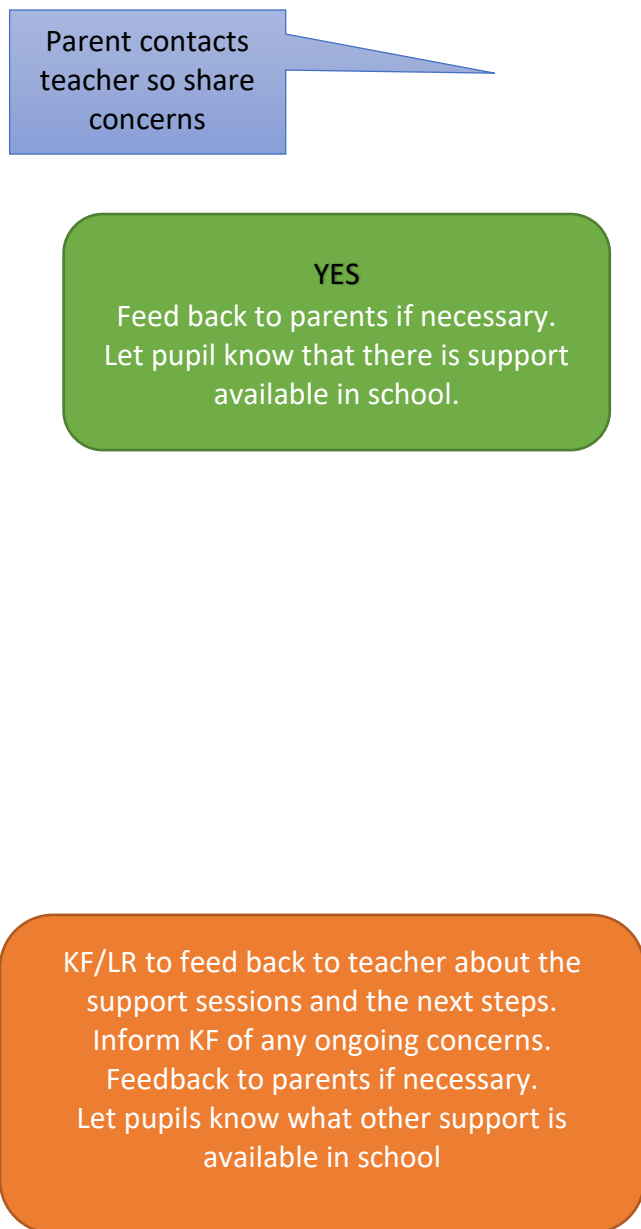 Parent contacts
teacher so share
concerns
YES
Feed back to parents if necessary.
Let pupil know that there is support
available in school.
KF/LR to feed back to teacher about the
support sessions and the next steps.
Inform KF of any ongoing concerns.
Feedback to parents if necessary.
Let pupils know what other support is
available in school